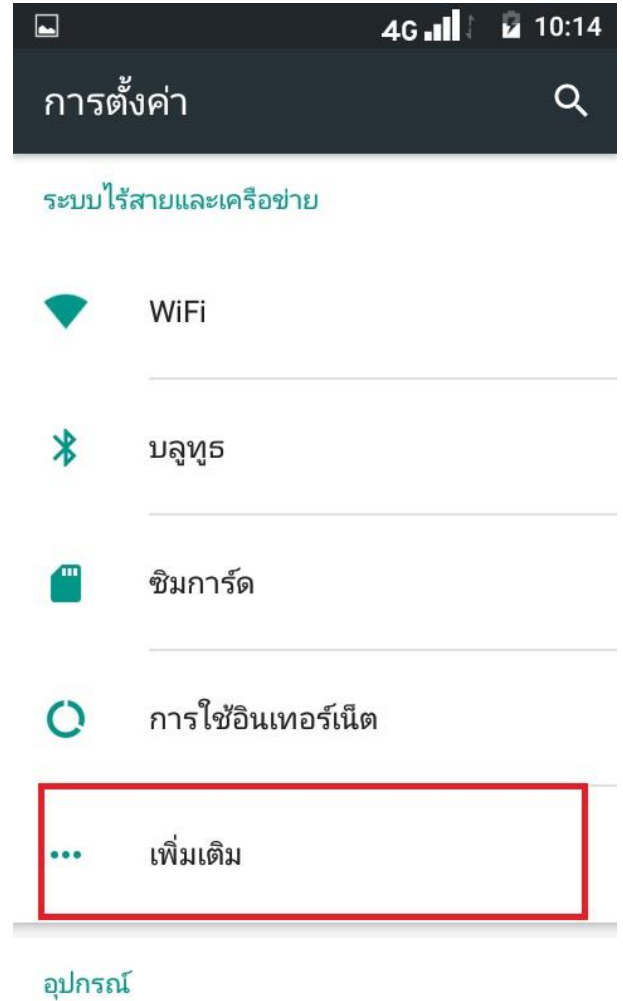 4G 10:14
การตั้งค่า
ระบบไร้สายและเครือข่าย
WiFi
บลูทูธ
ซิมการ์ด
การใช้อินเทอร์เน็ต
เพิ่มเติม
อุปกรณ์